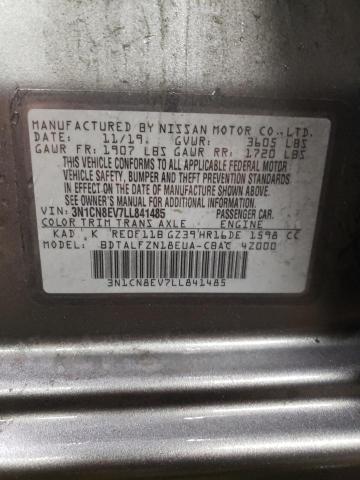 MANUFACTURED BY NISSAN MOTOR CO., LTD.
DATE: 11/19 GVWR: 3605 LBS
GAWR FR: 1907 LBS GAWR RR: 1720 LBS
THIS VEHICLE CONFORMS TO ALL APPLICABLE FEDERAL MOTOR
VEHICLE SAFETY, BUMPER, AND THEFT PREVENTION STANDARDS
IN EFFECT ON THE DATE OF MANUFACTURE SHOWN ABOVE.
SEE OWNER'S MANUAL FOR ADDITIONAL INFORMATION.
VIN: 3N1CN8EV7LL841485 PASSENGER CAR.
COLOR TRIM TRANS AXLE ENGINE
KAD K RE0F11B GZ39 HR16DE 1598 CC
MODEL BDTALFZN18EUA-CBAC 4Z000
3N1CN8EV7LL841485